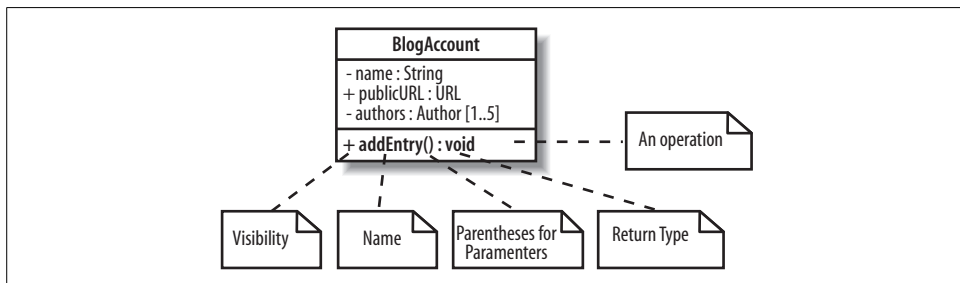 BlogAccount
- name : String
+ publicURL : URL
- authors : Author [1..5]
+ addEntry() : void
An operation
Visibility
Name
Parentheses for
Paramenters
Return Type